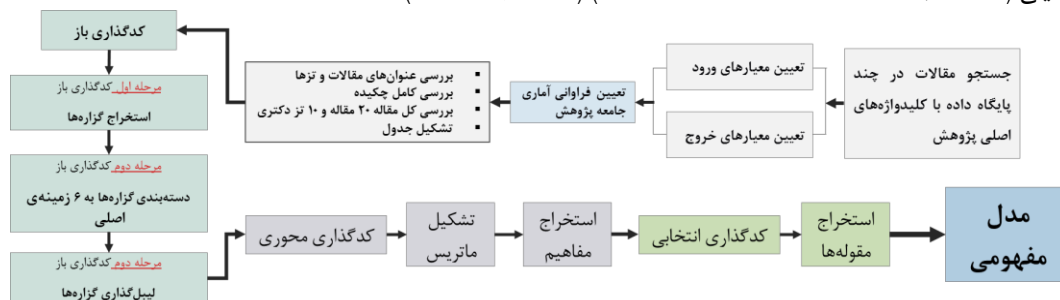 جستجو مقالات در چند
پایگاه داده با کلیدواژه‌های
اصلی پژوهش
تعیین معیارهای ورود
تعیین معیارهای خروج
تعیین فراوانی آماری
جامعه پژوهش
بررسی عنوان‌های مقالات و تزها
بررسی کامل چکیده
بررسی کل مقاله ۲۰ مقاله و ۱۰ تز دکتری
تشکیل جدول
کدگذاری باز
مرحله اول کدگذاری باز
استخراج گزاره‌ها
مرحله دوم کدگذاری باز
دسته‌بندی گزاره‌ها به ۶ زمینه‌ی
اصلی
مرحله دوم کدگذاری باز
لیبل‌گذاری گزاره‌ها
کدگذاری محوری
تشکیل
ماتریس
استخراج
مفاهیم
کدگذاری انتخابی
استخراج
مقوله‌ها
مدل
مفهومی